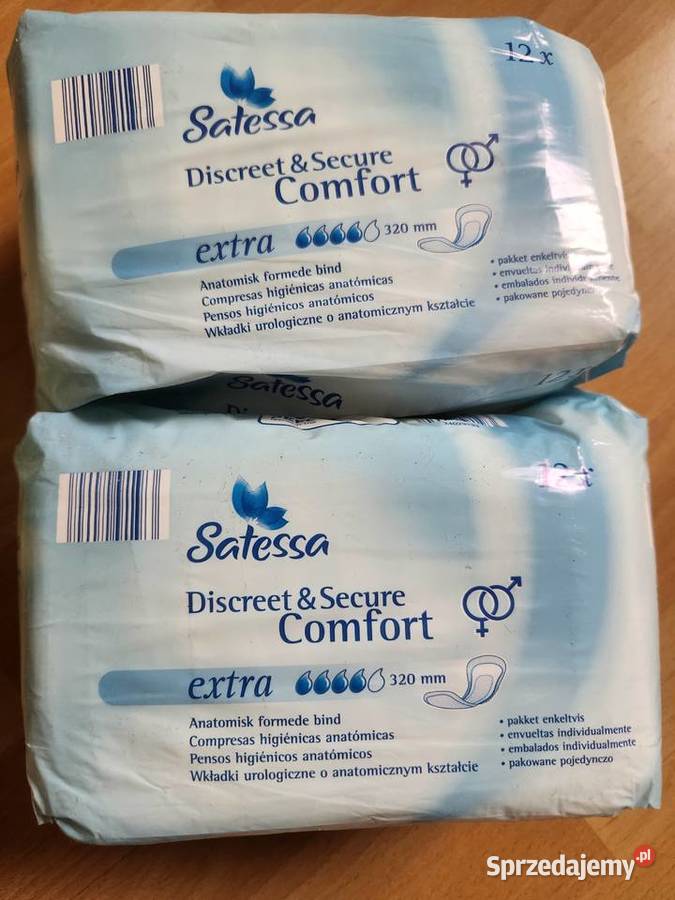 12 x
Satessa
Discreet & Secure
Comfort
extra 320 mm
Anatomisk formede bind
Compresas higiénicas anatómicas
Pensos higiénicos anatómicos
Wkładki urologiczne o anatomicznym kształcie
• pakket enkeltvis
• envueltas individualmente
• embalados individualmente
• pakowane pojedynczo
Satessa
12 x
Satessa
Discreet & Secure
Comfort
extra 320 mm
Anatomisk formede bind
Compresas higiénicas anatómicas
Pensos higiénicos anatómicos
Wkładki urologiczne o anatomicznym kształcie
• pakket enkeltvis
• envueltas individualmente
• embalados individualmente
• pakowane pojedynczo
Sprzedajemy.pl